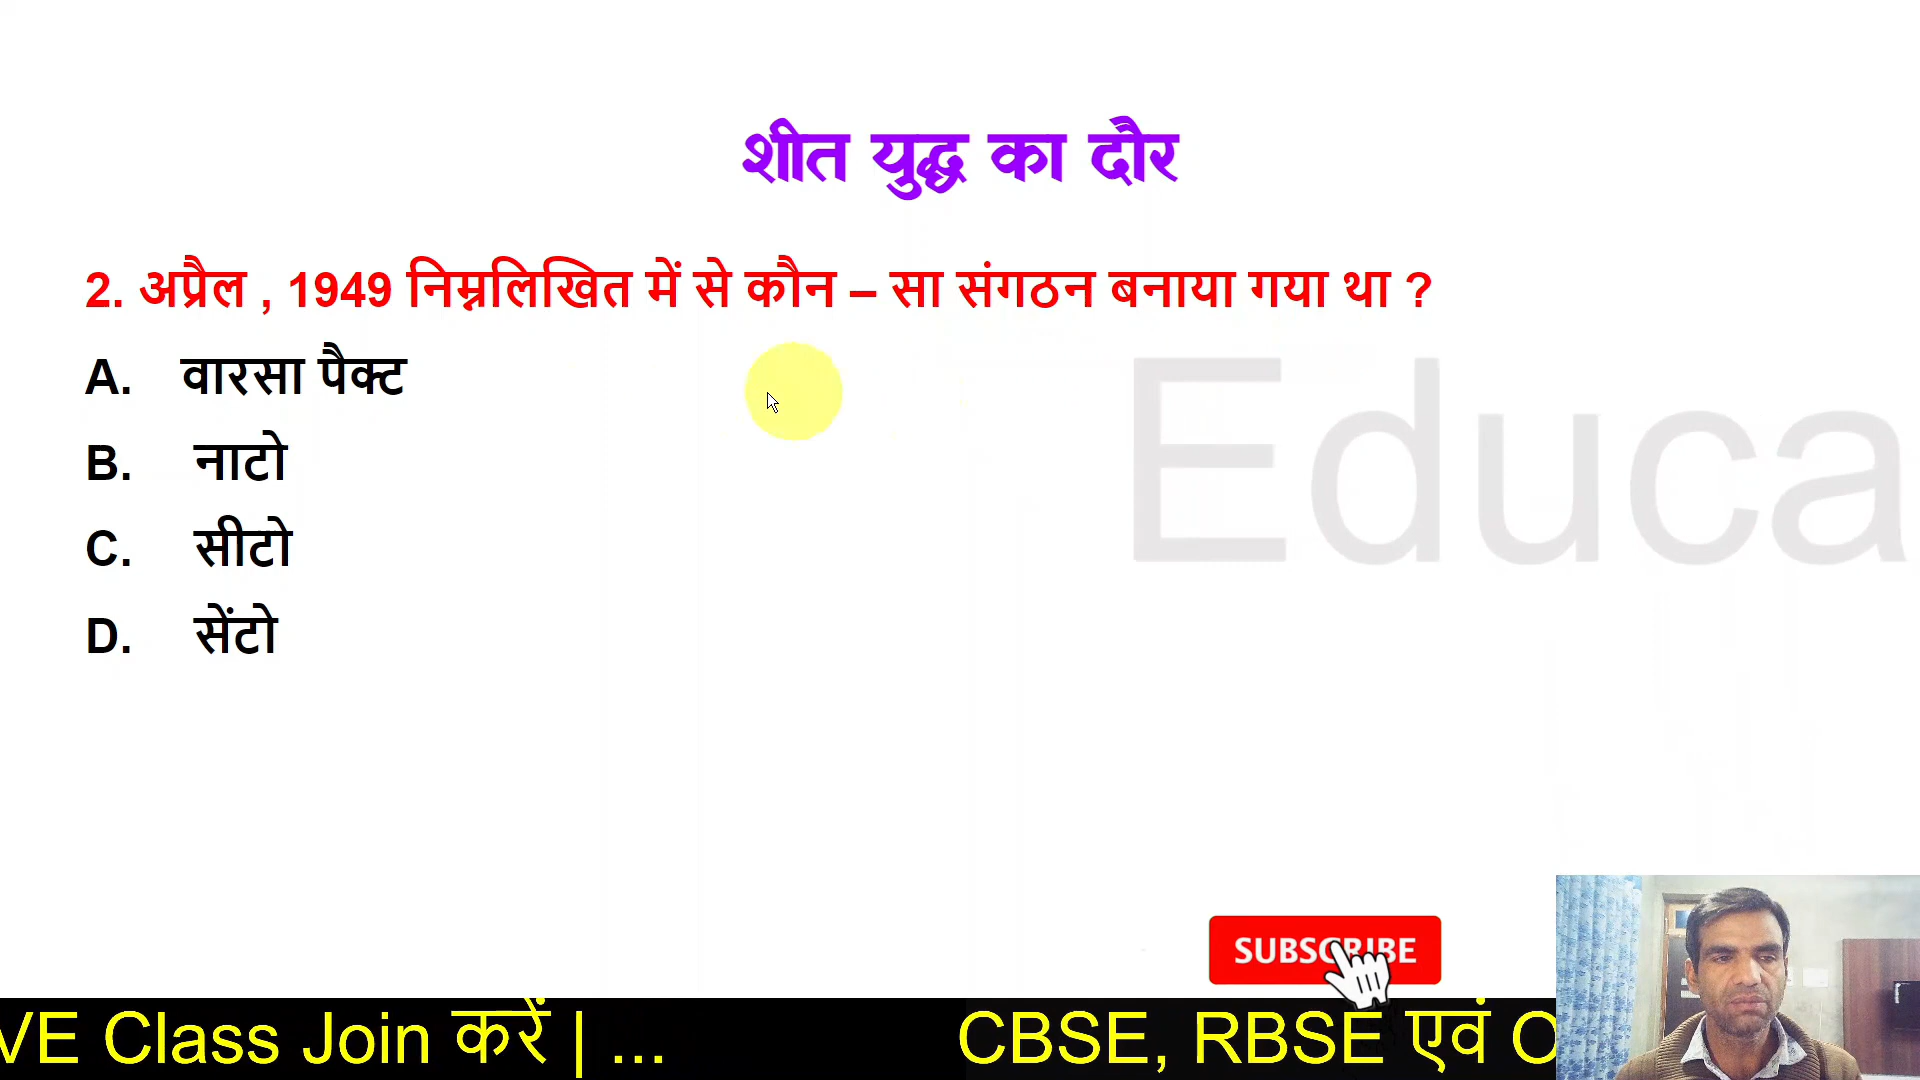 शीत युद्ध का दौर
2. अप्रैल , 1949 निम्नलिखित में से कौन – सा संगठन बनाया गया था ?
A. वारसा पैक्ट
B. नाटो
C. सीटो
D. सेंटो
Educa
SUBSCRIBE
VE Class Join करें | ... CBSE, RBSE एवं